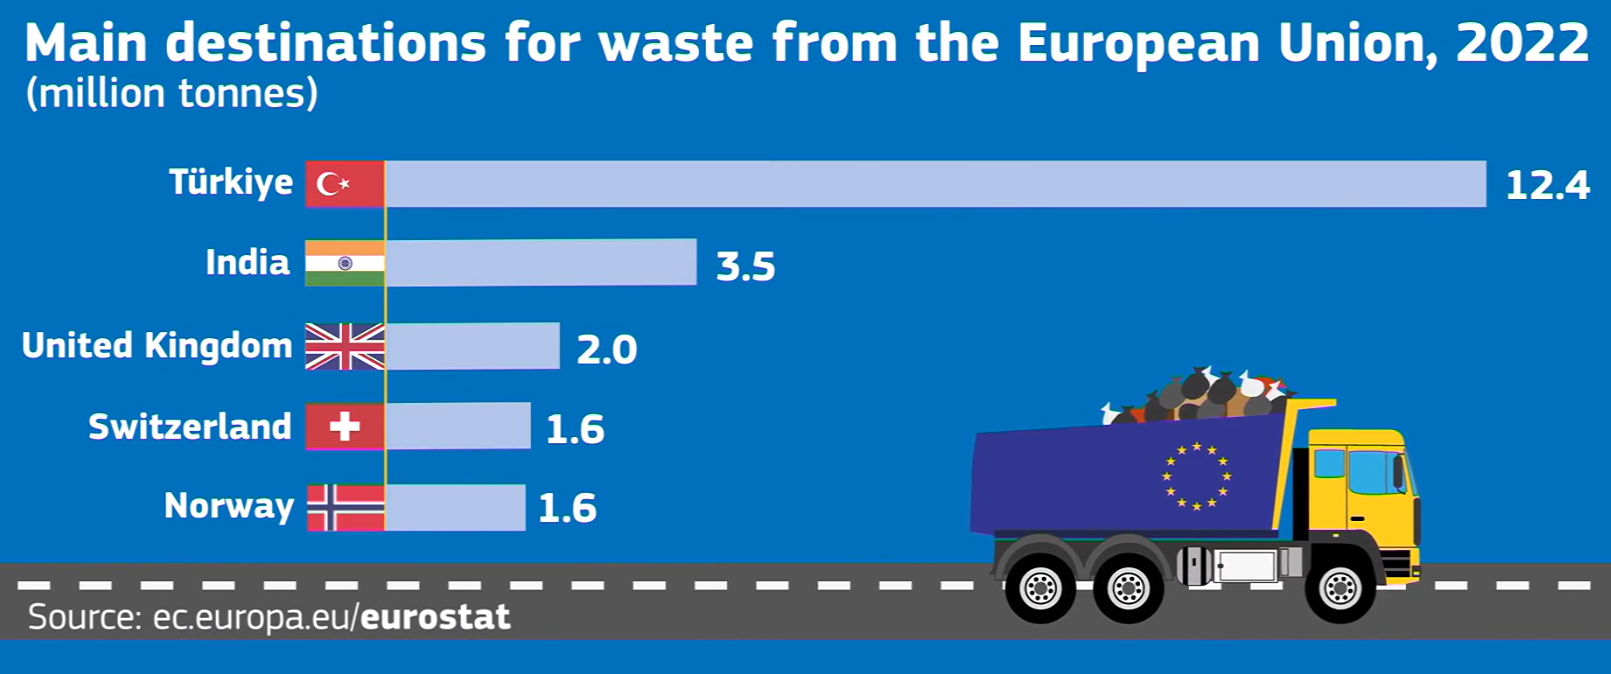 Main destinations for waste from the European Union, 2022
(million tonnes)
Türkiye 12.4
India 3.5
United Kingdom 2.0
Switzerland 1.6
Norway 1.6
Source: ec.europa.eu/eurostat